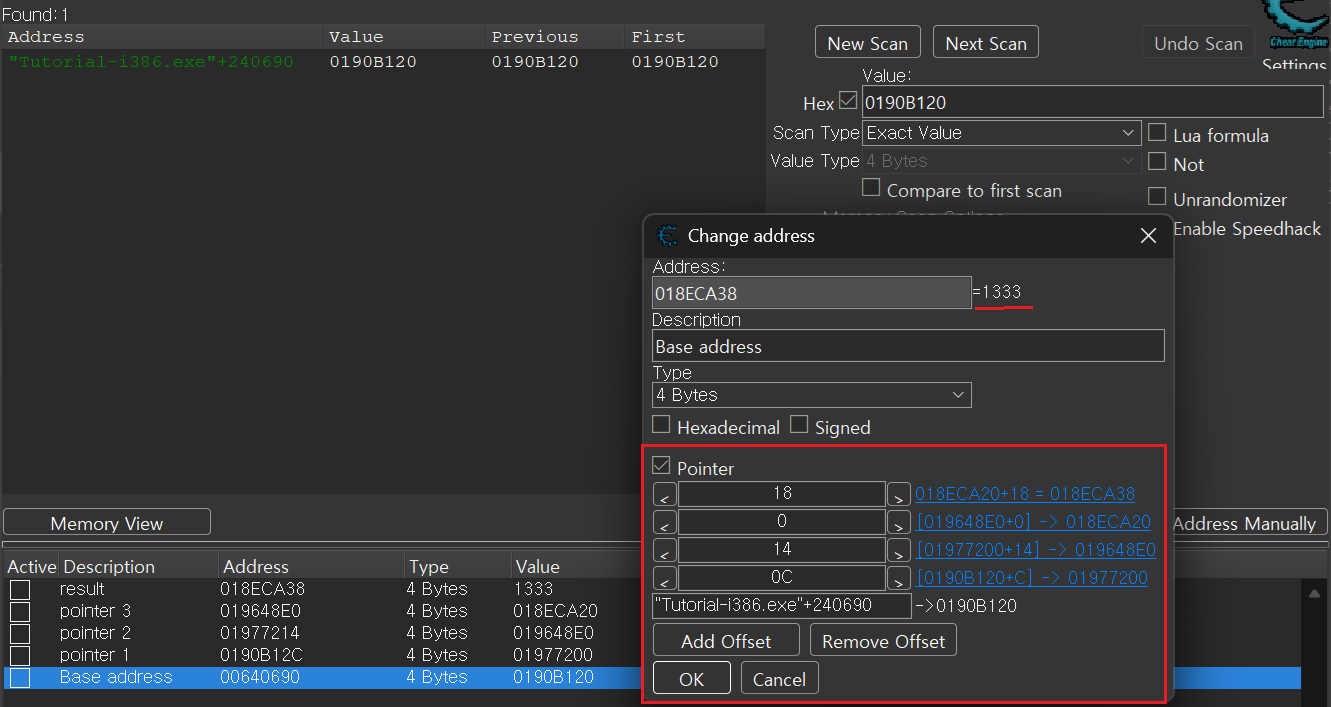 Found: 1
Address Value Previous First
"Tutorial-i386.exe"+240690 0190B120 0190B120 0190B120
New Scan Next Scan Undo Scan
Cheat Engine
Settings
Value:
Hex 0190B120
Scan Type Exact Value
Lua formula
Value Type 4 Bytes
Not
Compare to first scan
Unrandomizer
Memory Scan Options
Enable Speedhack
Change address
Address:
018ECA38 =1333
Description
Base address
Type
4 Bytes
Hexadecimal Signed
Pointer
< 18 > 018ECA20+18 = 018ECA38
< 0 > [019648E0+0] -> 018ECA20
< 14 > [01977200+14] -> 019648E0
< 0C > [0190B120+C] -> 01977200
"Tutorial-i386.exe"+240690 ->0190B120
Add Offset Remove Offset
OK Cancel
Memory View Address Manually
Active Description Address Type Value
result 018ECA38 4 Bytes 1333
pointer 3 019648E0 4 Bytes 018ECA20
pointer 2 01977214 4 Bytes 019648E0
pointer 1 0190B12C 4 Bytes 01977200
Base address 00640690 4 Bytes 0190B120